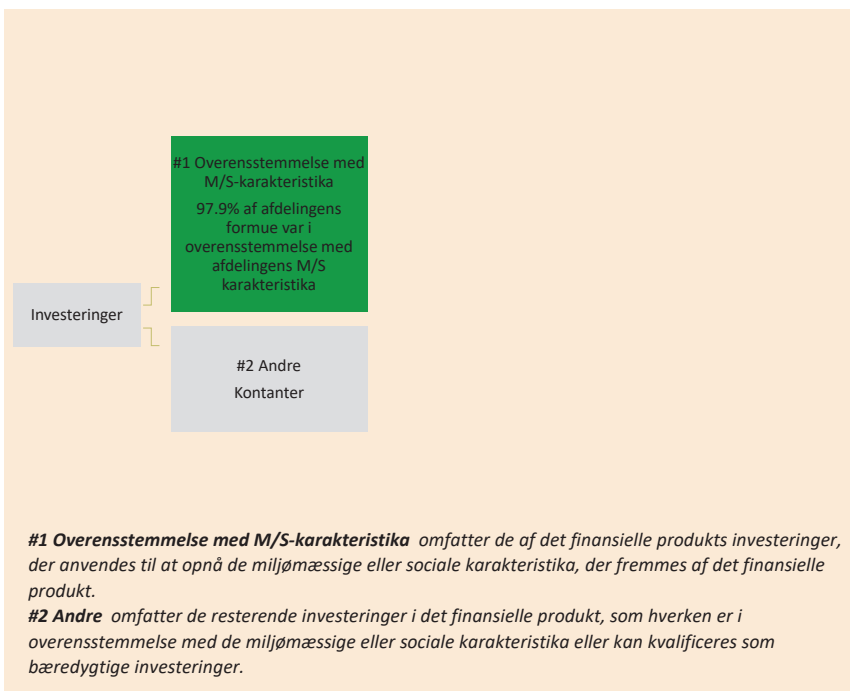 #1 Overensstemmelse med
M/S-karakteristika
97.9% af afdelingens
formue var i
overensstemmelse med
afdelingens M/S
karakteristika
Investeringer
#2 Andre
Kontanter
#1 Overensstemmelse med M/S-karakteristika omfatter de af det finansielle produkts investeringer,
der anvendes til at opnå de miljømæssige eller sociale karakteristika, der fremmes af det finansielle
produkt.
#2 Andre omfatter de resterende investeringer i det finansielle produkt, som hverken er i
overensstemmelse med de miljømæssige eller sociale karakteristika eller kan kvalificeres som
bæredygtige investeringer.